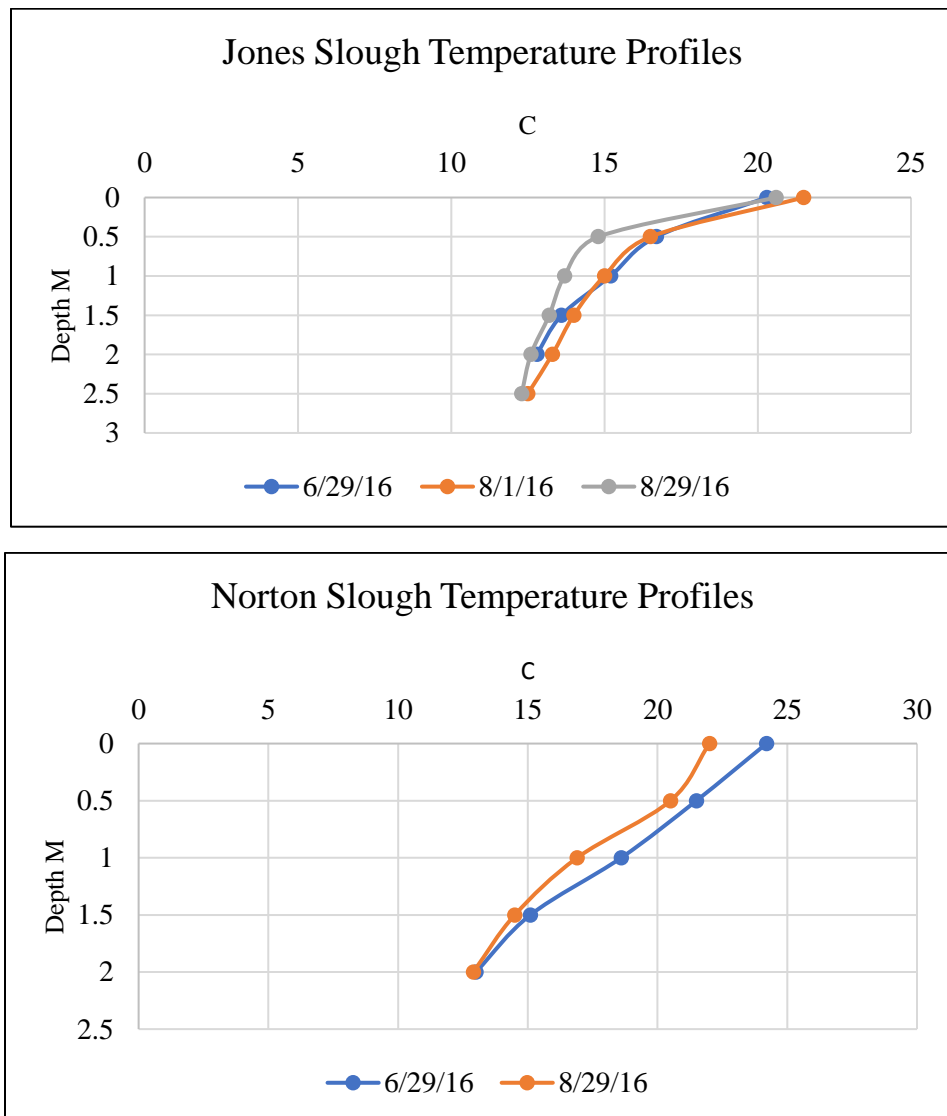 Jones Slough Temperature Profiles
C
0 5 10 15 20 25
Depth M
0
0.5
1
1.5
2
2.5
3
6/29/16 8/1/16 8/29/16
Norton Slough Temperature Profiles
C
0 5 10 15 20 25 30
Depth M
0
0.5
1
1.5
2
2.5
6/29/16 8/29/16